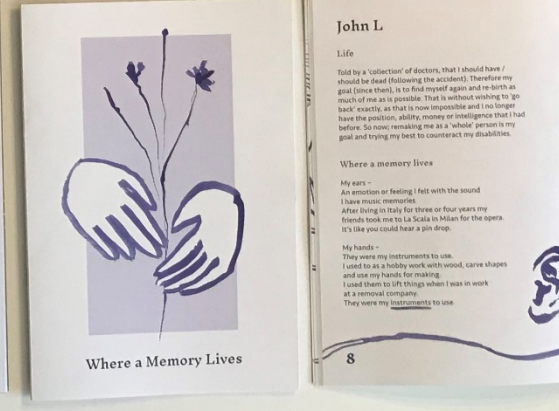 Where a Memory Lives
John L
Life
Told by a 'collection' of doctors, that I should have /
should be dead (following the accident). Therefore my
goal (since then), is to find myself again and re-birth as
much of me as is possible. That is without wishing to 'go
back' exactly, as that is now impossible and I no longer
have the position, ability, money or intelligence that I had
before. So now; remaking me as a 'whole' person is my
goal and trying my best to counteract my disabilities.
Where a memory lives
My ears –
An emotion or feeling I felt with the sound
I have music memories.
After living in Italy for three or four years my
friends took me to La Scala in Milan for the opera.
It's like you could hear a pin drop.
My hands –
They were my instruments to use.
I used to as a hobby work with wood, carve shapes
and use my hands for making.
I used them to lift things when I was in work
at a removal company.
They were my instruments to use
8